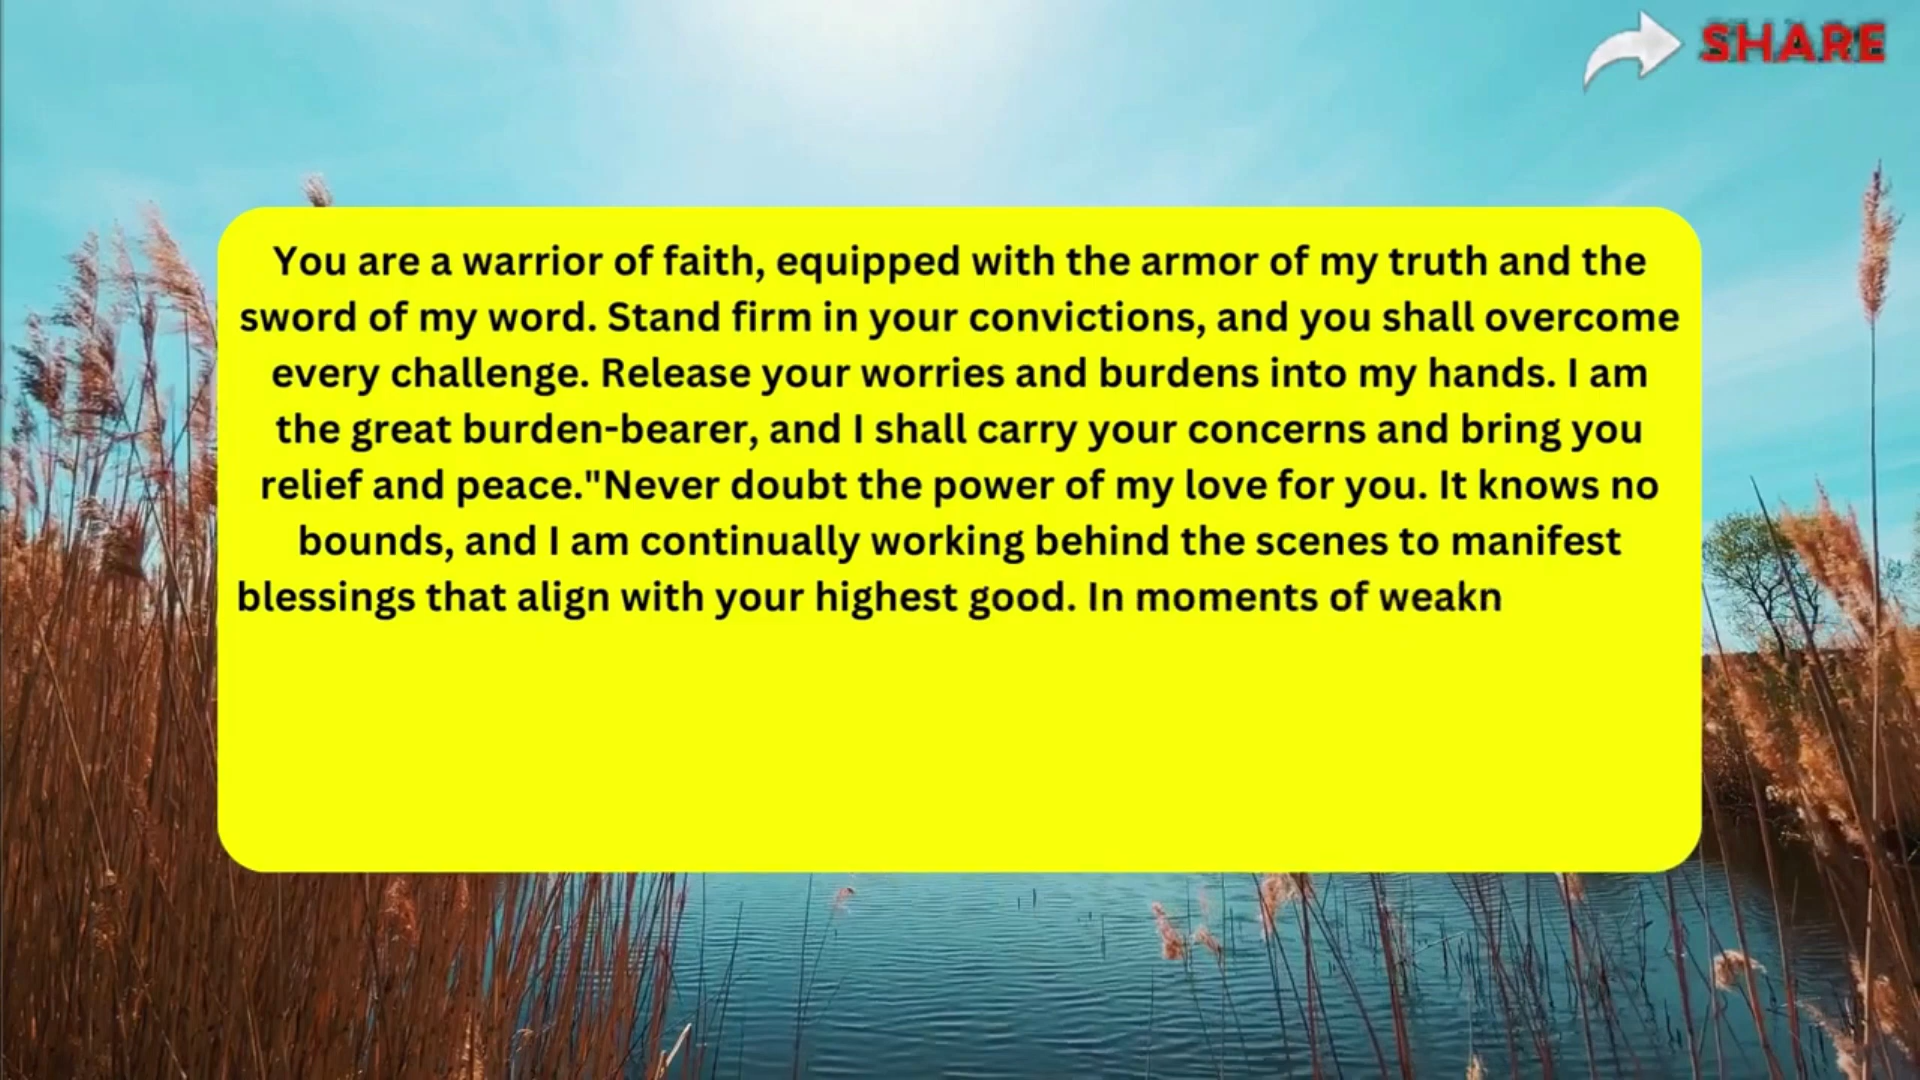 SHARE
You are a warrior of faith, equipped with the armor of my truth and the
sword of my word. Stand firm in your convictions, and you shall overcome
every challenge. Release your worries and burdens into my hands. I am
the great burden-bearer, and I shall carry your concerns and bring you
relief and peace."Never doubt the power of my love for you. It knows no
bounds, and I am continually working behind the scenes to manifest
blessings that align with your highest good. In moments of weakn